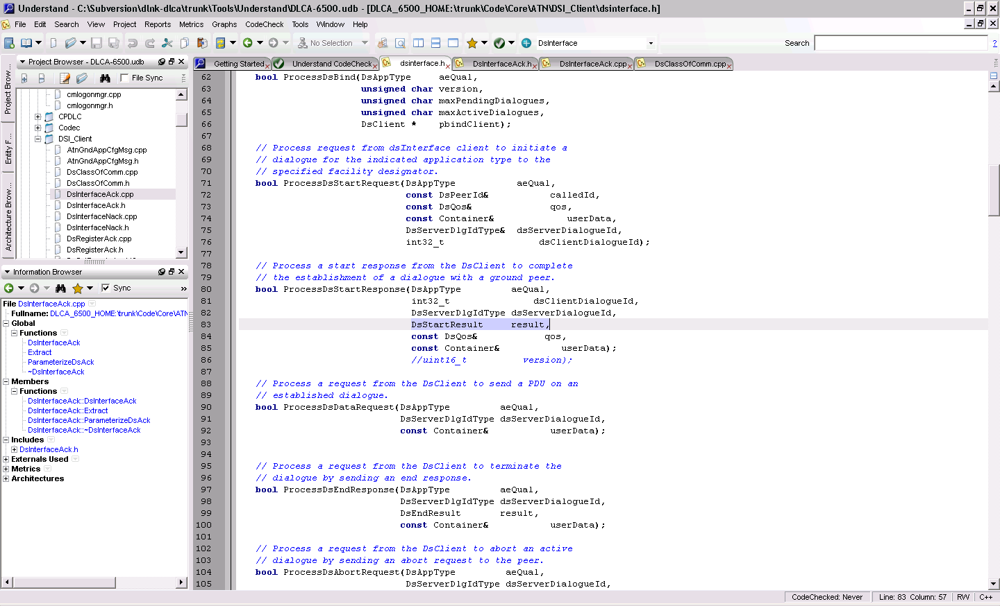 Understand - C:\Subversion\dlnk-dlca\trunk\Tools\Understand\DLCA-6500.udb - [DLCA_6500_HOME:\trunk\Code\Core\ATN\DSI_Client\dsinterface.h]
File Edit Search View Project Reports Metrics Graphs CodeCheck Tools Window Help
No Selection DsInterface Search ?
Project Browser - DLCA-6500.udb
File Sync
Project Brow...
Entity F...
Architecture Brow...
cmlogonmgr.cpp
cmlogonmgr.h
CPDLC
Codec
DSI_Client
AtnGndAppCfgMsg.cpp
AtnGndAppCfgMsg.h
DsClassOfComm.cpp
DsClassOfComm.h
DsInterfaceAck.cpp
DsInterfaceAck.h
DsInterfaceNack.cpp
DsInterfaceNack.h
DsRegisterAck.cpp
DsRegisterAck.h
Information Browser
Sync »
File DsInterfaceAck.cpp
Fullname: DLCA_6500_HOME:\trunk\Code\Core\ATN
Global
Functions
DsInterfaceAck
Extract
ParameterizeDsAck
~DsInterfaceAck
Members
Functions
DsInterfaceAck::DsInterfaceAck
DsInterfaceAck::Extract
DsInterfaceAck::ParameterizeDsAck
DsInterfaceAck::~DsInterfaceAck
Includes
DsInterfaceAck.h
Externals Used
Metrics
Architectures
Getting Started Understand CodeCheck dsinterface.h DsInterfaceAck.h DsInterfaceAck.cpp DsClassOfComm.cpp
62 bool ProcessDsBind(DsAppType aeQual,
63 unsigned char version,
64 unsigned char maxPendingDialogues,
65 unsigned char maxActiveDialogues,
66 DsClient * pbindClient);
67
68 // Process request from dsInterface client to initiate a
69 // dialogue for the indicated application type to the
70 // specified facility designator.
71 bool ProcessDsStartRequest(DsAppType aeQual,
72 const DsPeerId& calledId,
73 const DsQos& qos,
74 const Container& userData,
75 DsServerDlgIdType& dsServerDialogueId,
76 int32_t dsClientDialogueId);
77
78 // Process a start response from the DsClient to complete
79 // the establishment of a dialogue with a ground peer.
80 bool ProcessDsStartResponse(DsAppType aeQual,
81 int32_t dsClientDialogueId,
82 DsServerDlgIdType dsServerDialogueId,
83 DsStartResult result,
84 const DsQos& qos,
85 const Container& userData);
86 //uint16_t version);
87
88 // Process a request from the DsClient to send a PDU on an
89 // established dialogue.
90 bool ProcessDsDataRequest(DsAppType aeQual,
91 DsServerDlgIdType dsServerDialogueId,
92 const Container& userData);
93
94
95 // Process a request from the DsClient to terminate the
96 // dialogue by sending an end response.
97 bool ProcessDsEndResponse(DsAppType aeQual,
98 DsServerDlgIdType dsServerDialogueId,
99 DsEndResult result,
100 const Container& userData);
101
102 // Process a request from the DsClient to abort an active
103 // dialogue by sending an abort request to the peer.
104 bool ProcessDsAbortRequest(DsAppType aeQual,
105 DsServerDlgIdType dsServerDialogueId,
CodeChecked: Never Line: 83 Column: 57 RW C++